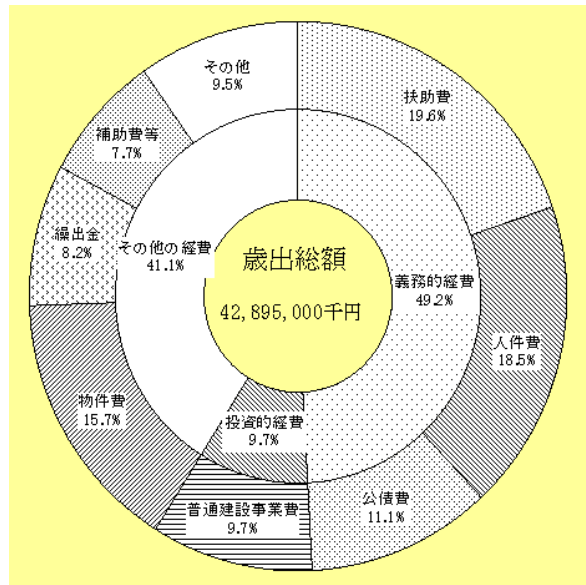 その他
9.5%
扶助費
19.6%
補助費等
7.7%
繰出金
8.2%
その他の経費
41.1%
歳出総額
42,895,000千円
義務的経費
49.2%
人件費
18.5%
物件費
15.7%
投資的経費
9.7%
普通建設事業費
9.7%
公債費
11.1%